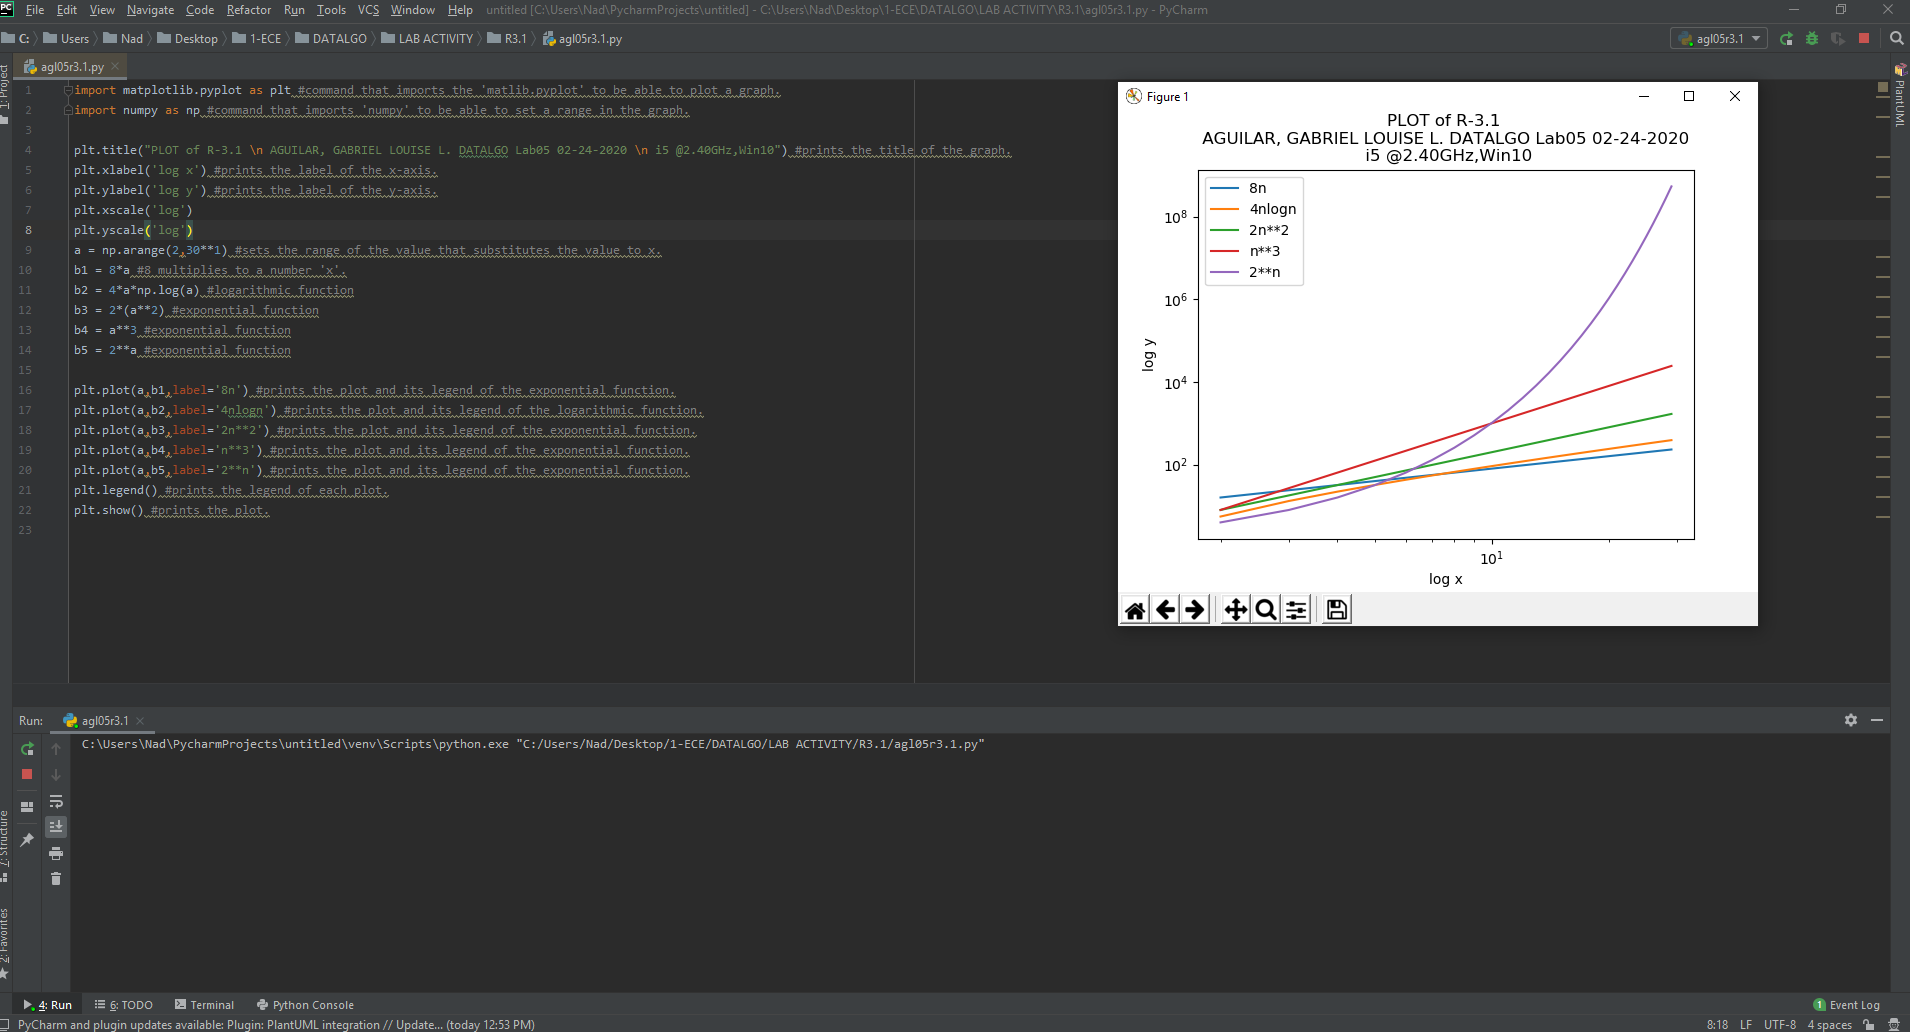 PC File Edit View Navigate Code Refactor Run Tools VCS Window Help untitled [C:\Users\Nad\PycharmProjects\untitled] - C:\Users\Nad\Desktop\1-ECE\DATALGO\LAB ACTIVITY\R3.1\agl05r3.1.py - PyCharm
C: Users Nad Desktop 1-ECE DATALGO LAB ACTIVITY R3.1 agl05r3.1.py agl05r3.1
agl05r3.1.py
1: Project
PlantUML
1 import matplotlib.pyplot as plt #command that imports the 'matlib.pyplot' to be able to plot a graph.
2 import numpy as np #command that imports 'numpy' to be able to set a range in the graph.
3
4 plt.title("PLOT of R-3.1 \n AGUILAR, GABRIEL LOUISE L. DATALGO Lab05 02-24-2020 \n i5 @2.40GHz,Win10") #prints the title of the graph.
5 plt.xlabel('log x') #prints the label of the x-axis.
6 plt.ylabel('log y') #prints the label of the y-axis.
7 plt.xscale('log')
8 plt.yscale('log')
9 a = np.arange(2,30**1) #sets the range of the value that substitutes the value to x.
10 b1 = 8*a #8 multiplies to a number 'x'.
11 b2 = 4*a*np.log(a) #logarithmic function
12 b3 = 2*(a**2) #exponential function
13 b4 = a**3 #exponential function
14 b5 = 2**a #exponential function
15
16 plt.plot(a,b1,label='8n') #prints the plot and its legend of the exponential function.
17 plt.plot(a,b2,label='4nlogn') #prints the plot and its legend of the logarithmic function.
18 plt.plot(a,b3,label='2n**2') #prints the plot and its legend of the exponential function.
19 plt.plot(a,b4,label='n**3') #prints the plot and its legend of the exponential function.
20 plt.plot(a,b5,label='2**n') #prints the plot and its legend of the exponential function.
21 plt.legend() #prints the legend of each plot.
22 plt.show() #prints the plot.
23
Figure 1
PLOT of R-3.1
AGUILAR, GABRIEL LOUISE L. DATALGO Lab05 02-24-2020
i5 @2.40GHz,Win10
8n
4nlogn
2n**2
n**3
2**n
10⁸
10⁶
10⁴
10²
log y
10¹
log x
Run: agl05r3.1
C:\Users\Nad\PycharmProjects\untitled\venv\Scripts\python.exe "C:/Users/Nad/Desktop/1-ECE/DATALGO/LAB ACTIVITY/R3.1/agl05r3.1.py"
7: Structure
2: Favorites
4: Run 6: TODO Terminal Python Console 1 Event Log
PyCharm and plugin updates available: Plugin: PlantUML integration // Update... (today 12:53 PM) 8:18 LF UTF-8 4 spaces